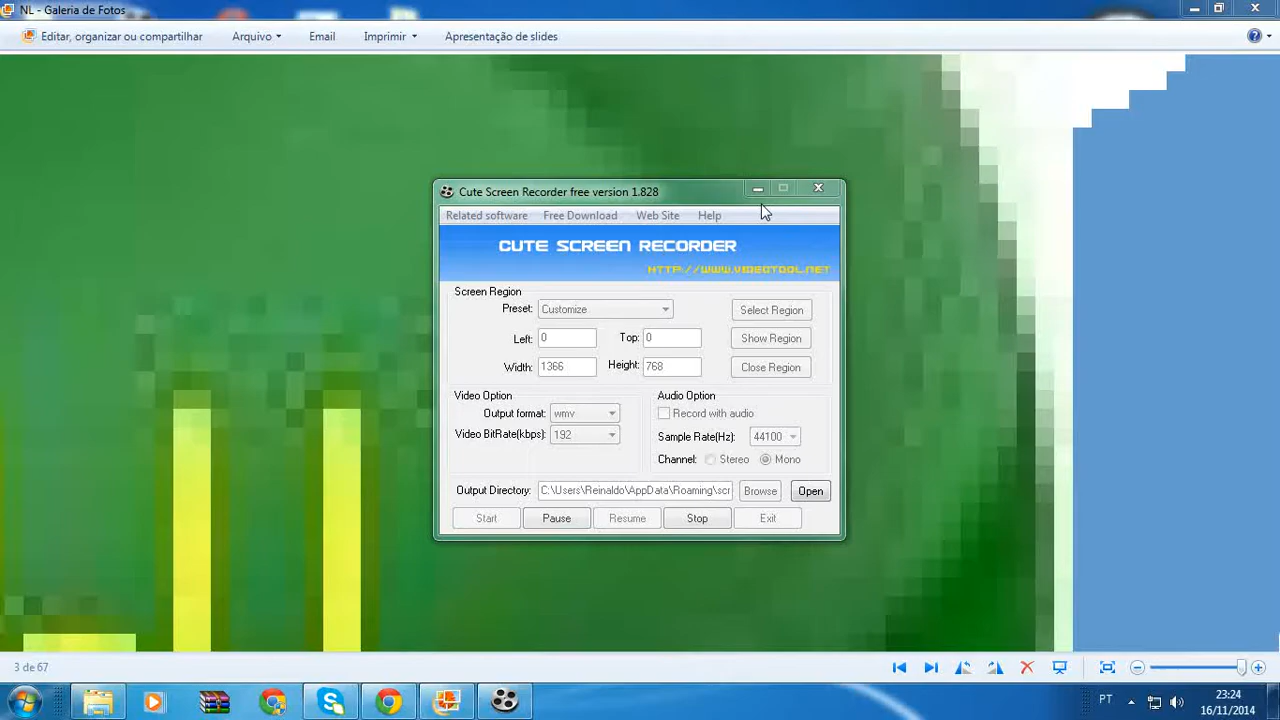 NL - Galeria de Fotos
Editar, organizar ou compartilhar Arquivo Email Imprimir Apresentação de slides
Cute Screen Recorder free version 1.828
Related software Free Download Web Site Help
CUTE SCREEN RECORDER
HTTP://WWW.VIDEOTOOL.NET
Screen Region
Preset: Customize Select Region
Left: 0 Top: 0 Show Region
Width: 1366 Height: 768 Close Region
Video Option Audio Option
Output format: wmv Record with audio
Video BitRate(kbps): 192 Sample Rate(Hz): 44100
Channel: Stereo Mono
Output Directory: C:\Users\Reinaldo\AppData\Roaming\scr Browse Open
Start Pause Resume Stop Exit
3 de 67
PT 23:24
16/11/2014